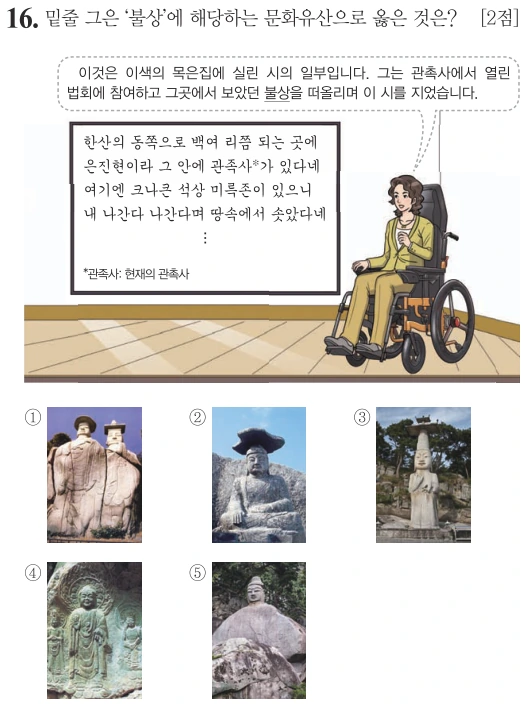 16. 밑줄 그은 ‘불상’에 해당하는 문화유산으로 옳은 것은? [2점]
이것은 이색의 목은집에 실린 시의 일부입니다. 그는 관족사에서 열린
법회에 참여하고 그곳에서 보았던 불상을 떠올리며 이 시를 지었습니다.
한산의 동쪽으로 백여 리쯤 되는 곳에
은진현이라 그 안에 관족사*가 있다네
여기엔 크나큰 석상 미륵존이 있으니
내 나간다 나간다며 땅속에서 솟았다네
⋮
*관족사: 현재의 관촉사
①
②
③
④
⑤